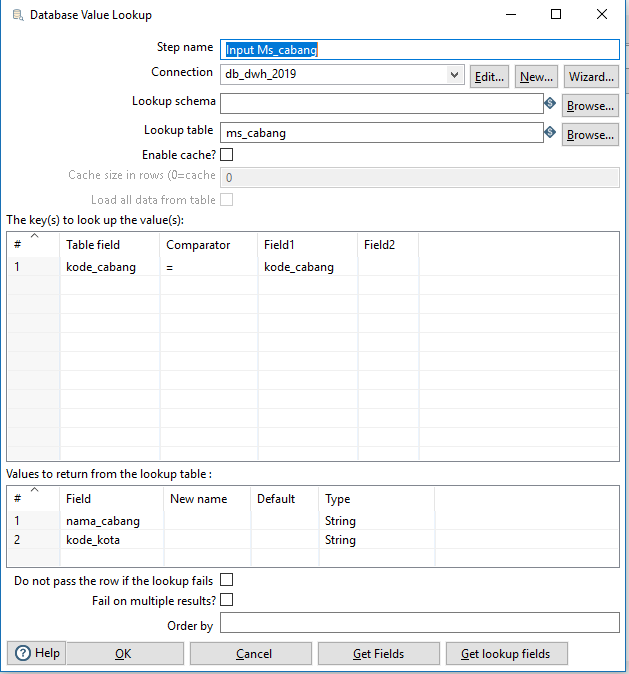 Database Value Lookup
Step name Input Ms_cabang
Connection db_dwh_2019 Edit... New... Wizard...
Lookup schema Browse...
Lookup table ms_cabang Browse...
Enable cache?
Cache size in rows (0=cache 0
Load all data from table
The key(s) to look up the value(s):
# Table field Comparator Field1 Field2
1 kode_cabang = kode_cabang
Values to return from the lookup table :
# Field New name Default Type
1 nama_cabang String
2 kode_kota String
Do not pass the row if the lookup fails
Fail on multiple results?
Order by
Help OK Cancel Get Fields Get lookup fields